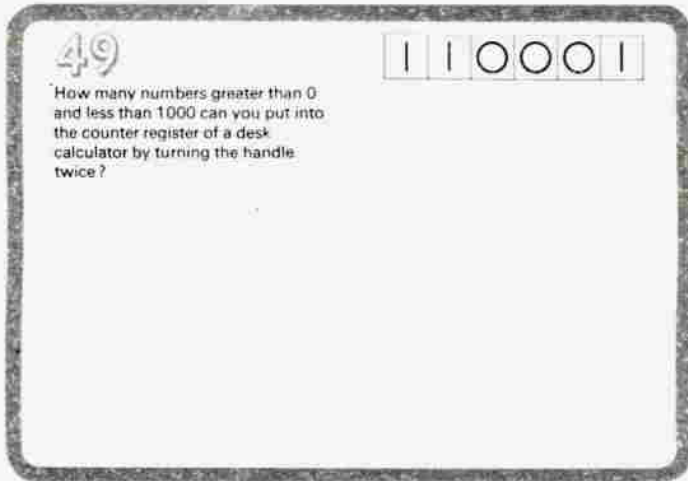 49
110001
How many numbers greater than 0
and less than 1000 can you put into
the counter register of a desk
calculator by turning the handle
twice?